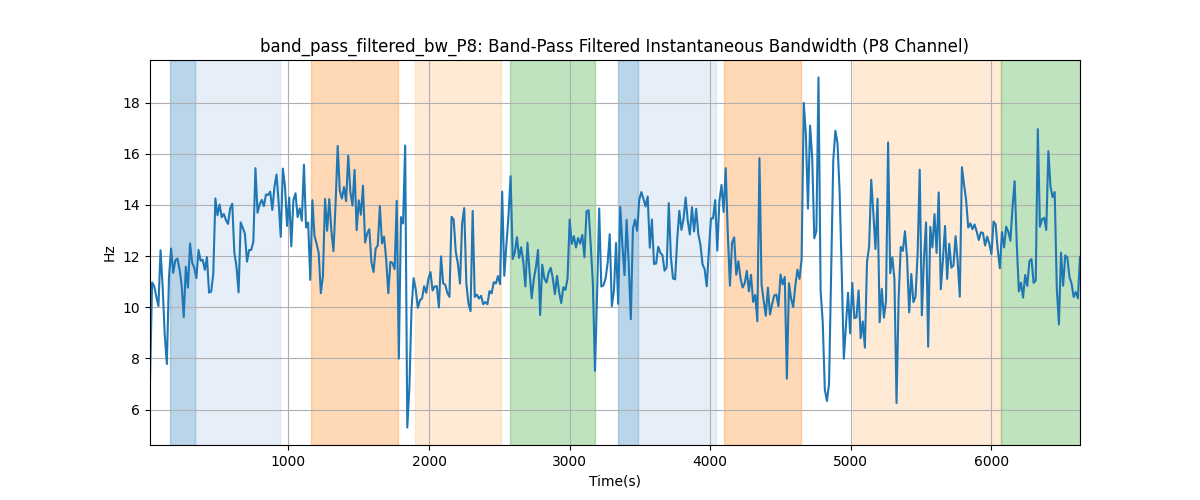 band_pass_filtered_bw_P8: Band-Pass Filtered Instantaneous Bandwidth (P8 Channel)
18
16
14
12
10
8
6
Hz
1000 2000 3000 4000 5000 6000
Time(s)